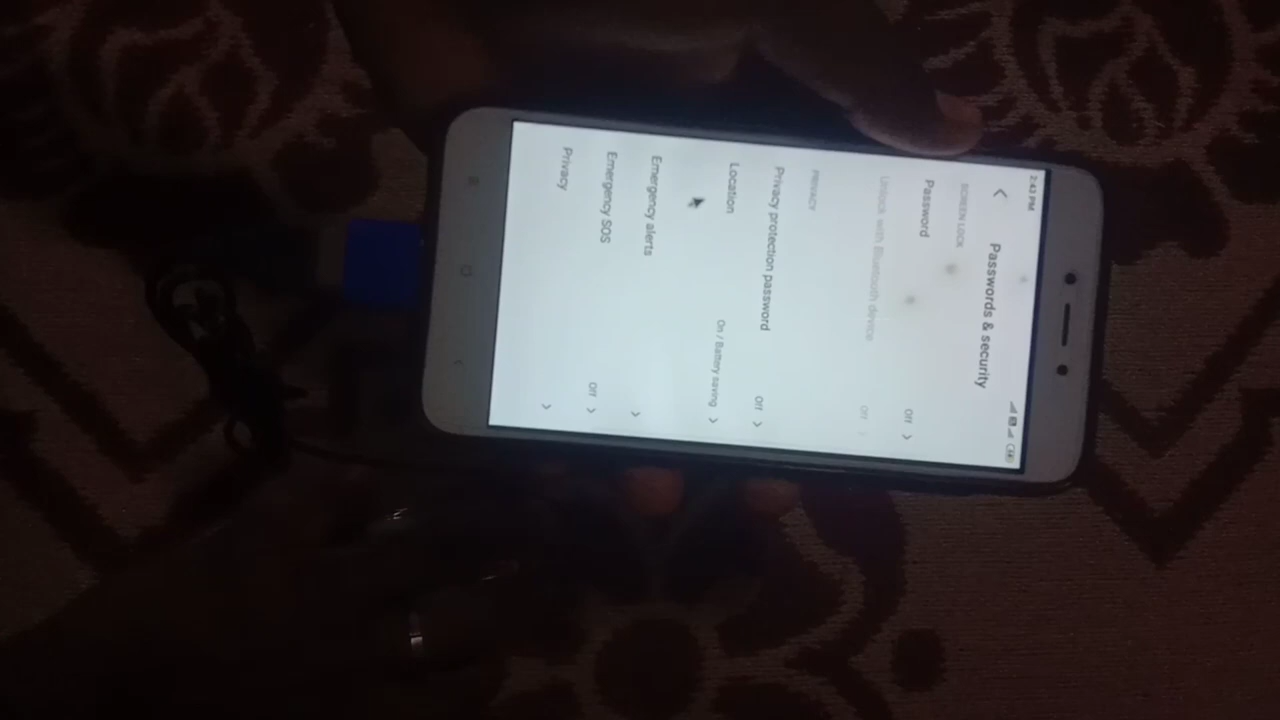 2:43 PM
Passwords & security
SCREEN LOCK
Password Off
Unlock with Bluetooth device Off
PRIVACY
Privacy protection password Off
Location On / Battery saving
Emergency alerts
Emergency SOS Off
Privacy